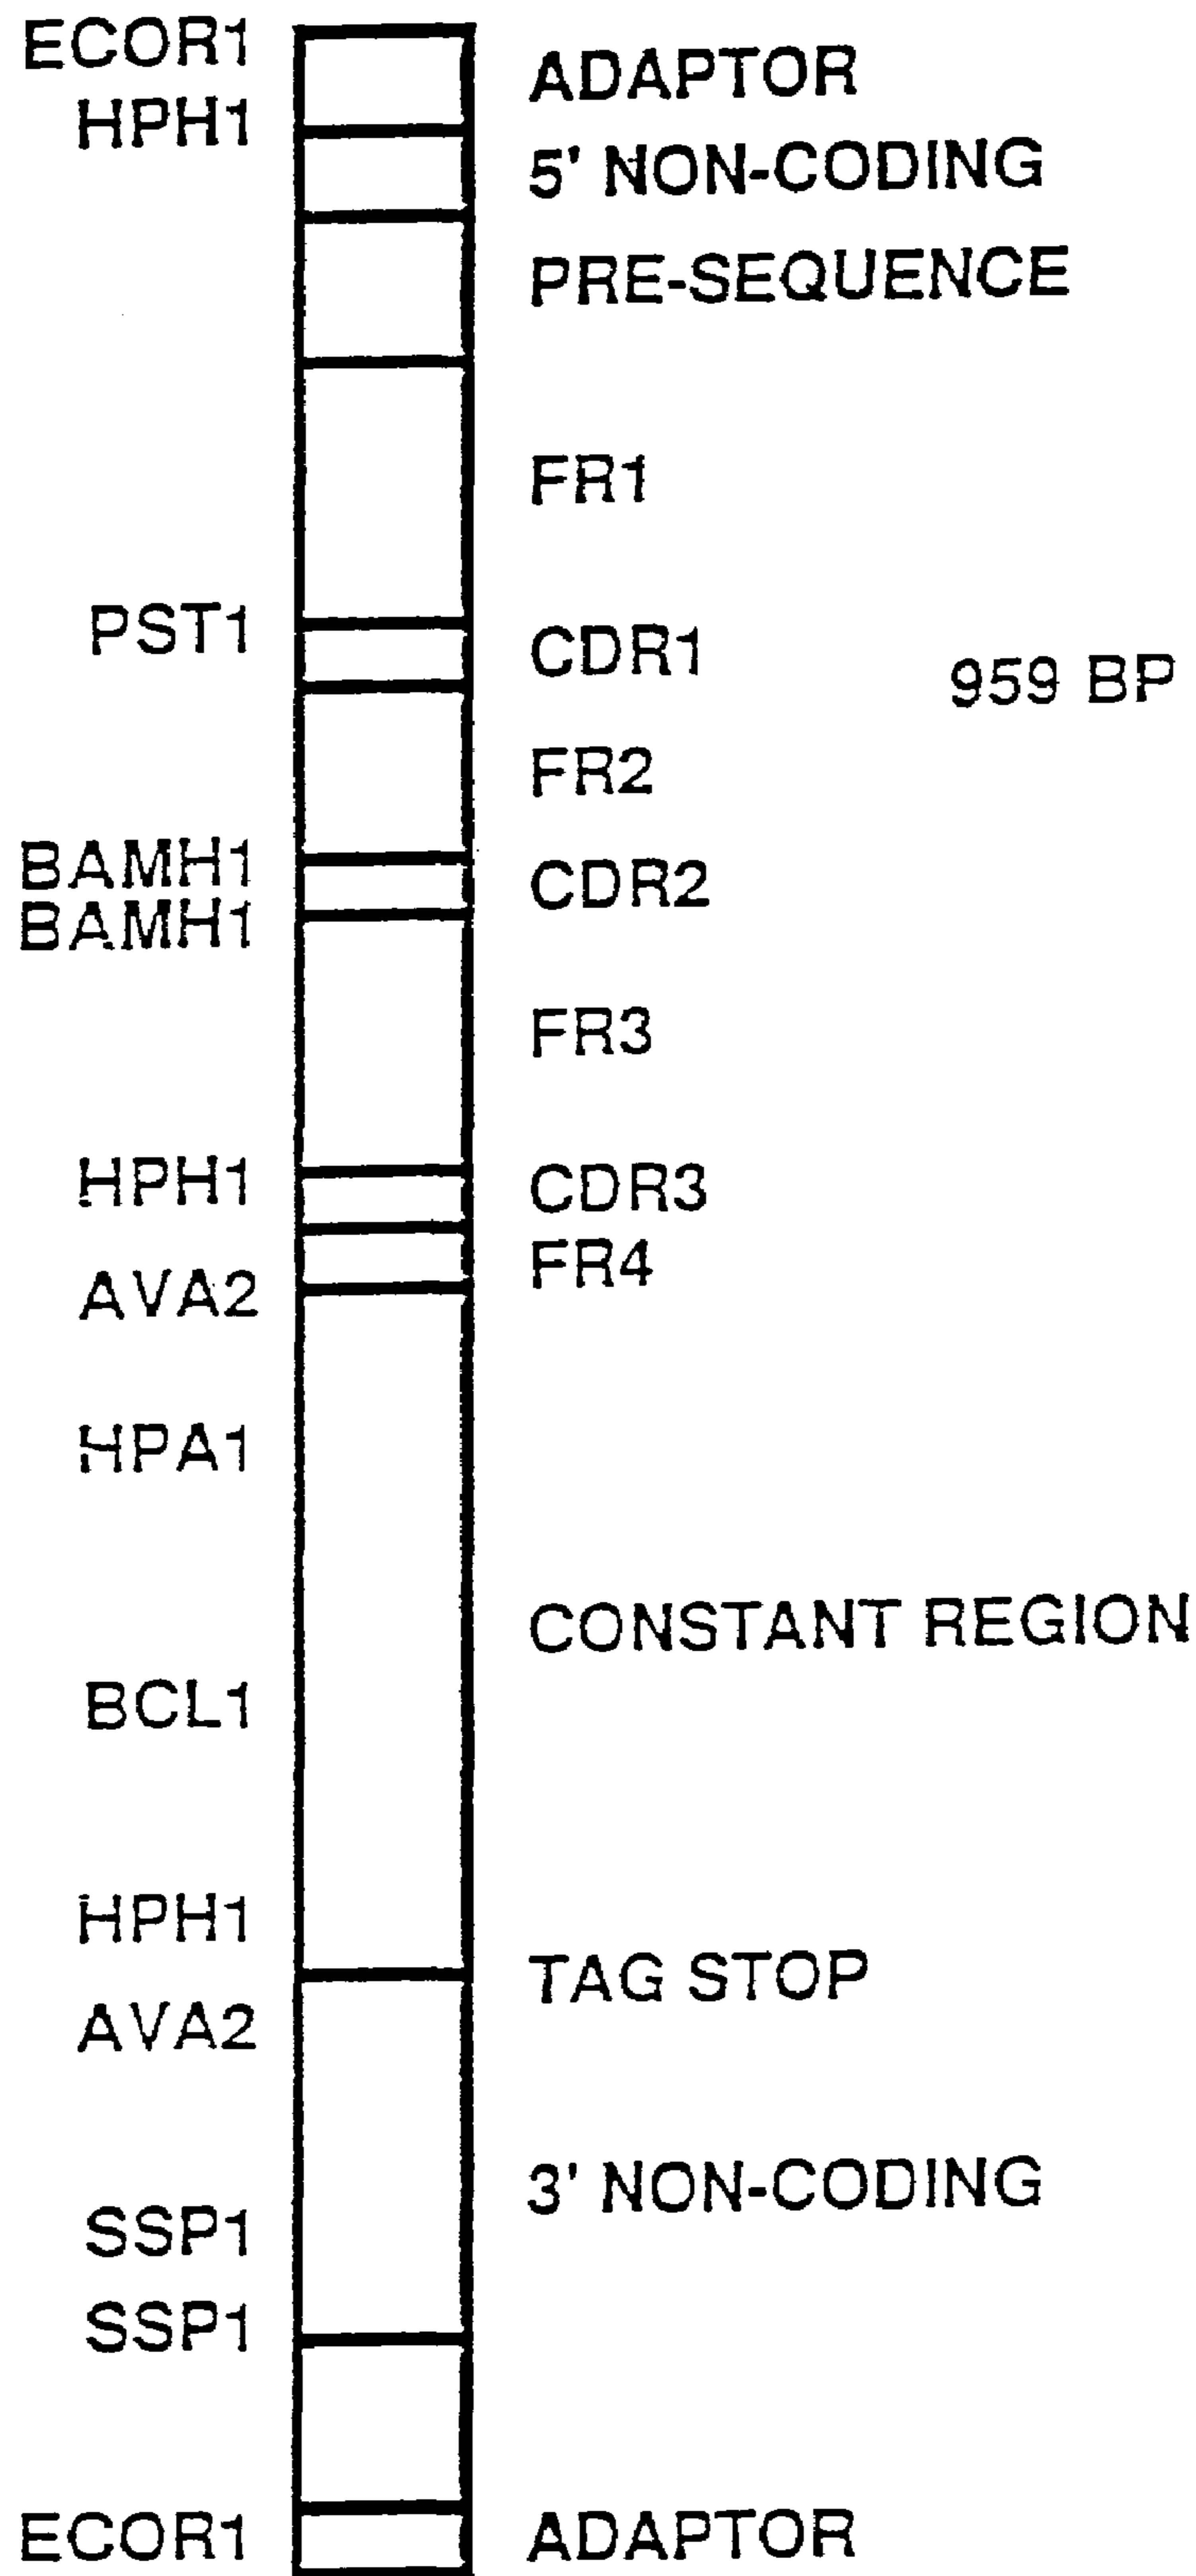 ECOR1
ADAPTOR
HPH1
5' NON-CODING
PRE-SEQUENCE
FR1
PST1
CDR1
959 BP
FR2
BAMH1
CDR2
BAMH1
FR3
HPH1
CDR3
FR4
AVA2
HPA1
CONSTANT REGION
BCL1
HPH1
TAG STOP
AVA2
3' NON-CODING
SSP1
SSP1
ECOR1
ADAPTOR